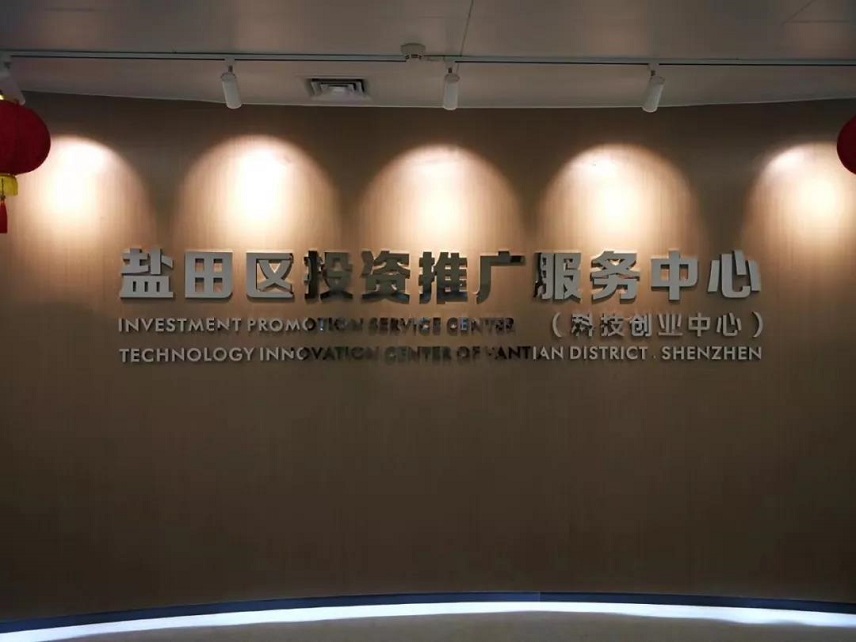 盐田区投资推广服务中心
INVESTMENT PROMOTION SERVICE CENTER （科技创业中心）
TECHNOLOGY INNOVATION CENTER OF YANTIAN DISTRICT, SHENZHEN